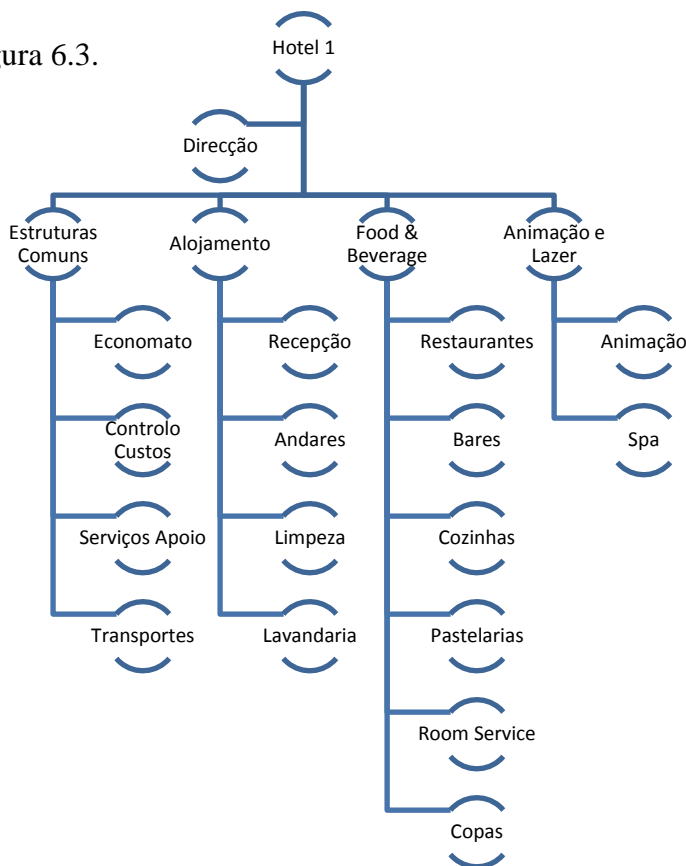 gura 6.3.
Hotel 1
Direcção
Estruturas
Comuns
Alojamento
Food &
Beverage
Animação e
Lazer
Economato
Recepção
Restaurantes
Animação
Controlo
Custos
Andares
Bares
Spa
Serviços Apoio
Limpeza
Cozinhas
Transportes
Lavandaria
Pastelarias
Room Service
Copas